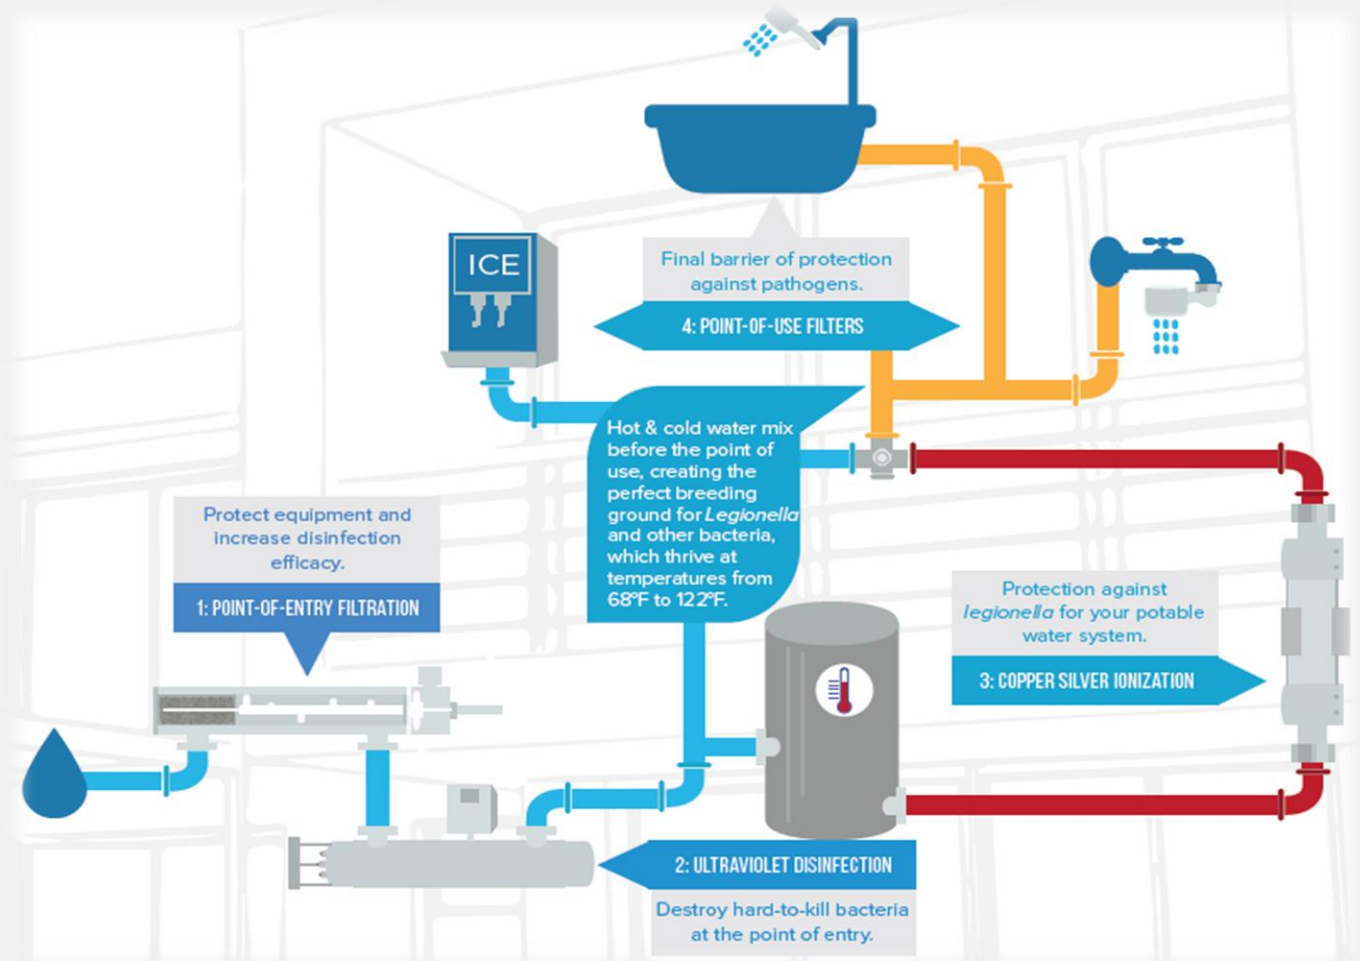 ICE
Final barrier of protection
against pathogens.
4: POINT-OF-USE FILTERS
Hot & cold water mix
before the point of
use, creating the
perfect breeding
ground for Legionella
and other bacteria,
which thrive at
temperatures from
68°F to 122°F.
Protect equipment and
increase disinfection
efficacy.
1: POINT-OF-ENTRY FILTRATION
Protection against
legionella for your potable
water system.
3: COPPER SILVER IONIZATION
2: ULTRAVIOLET DISINFECTION
Destroy hard-to-kill bacteria
at the point of entry.